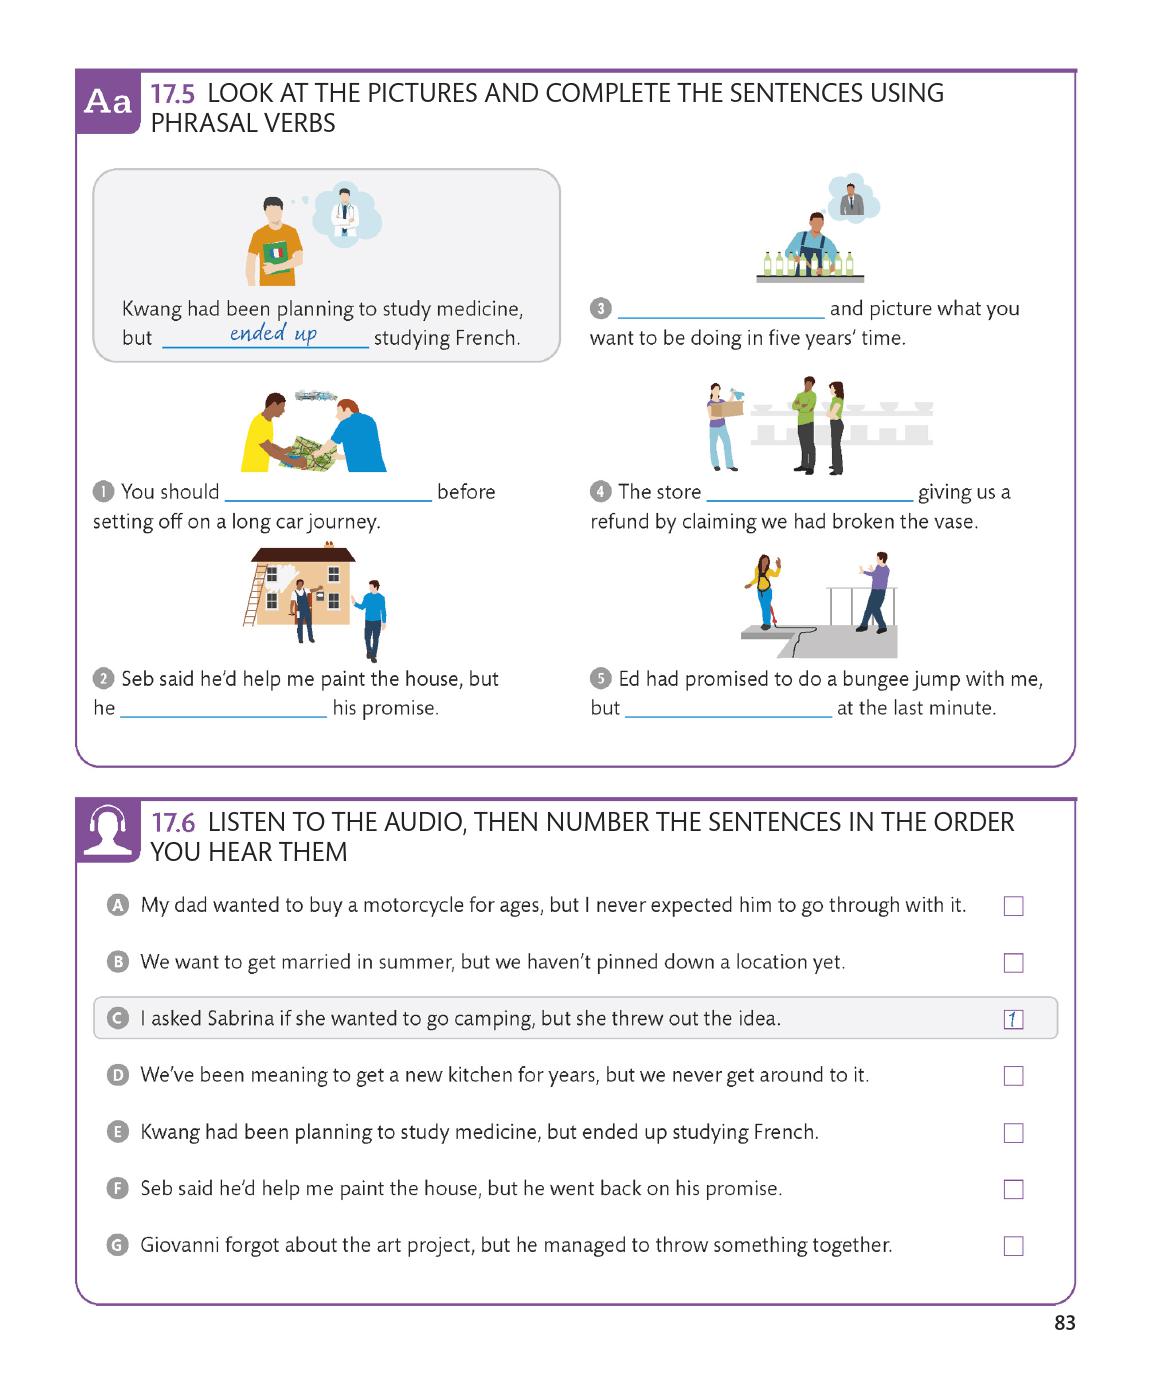 Aa
17.5 LOOK AT THE PICTURES AND COMPLETE THE SENTENCES USING
PHRASAL VERBS
Kwang had been planning to study medicine,
but ended up studying French.
1 You should ____ before
setting off on a long car journey.
2 Seb said he’d help me paint the house, but
he ____ his promise.
3 ____ and picture what you
want to be doing in five years’ time.
4 The store ____ giving us a
refund by claiming we had broken the vase.
5 Ed had promised to do a bungee jump with me,
but ____ at the last minute.
17.6 LISTEN TO THE AUDIO, THEN NUMBER THE SENTENCES IN THE ORDER
YOU HEAR THEM
A My dad wanted to buy a motorcycle for ages, but I never expected him to go through with it.
B We want to get married in summer, but we haven’t pinned down a location yet.
C I asked Sabrina if she wanted to go camping, but she threw out the idea. 1
D We’ve been meaning to get a new kitchen for years, but we never get around to it.
E Kwang had been planning to study medicine, but ended up studying French.
F Seb said he’d help me paint the house, but he went back on his promise.
G Giovanni forgot about the art project, but he managed to throw something together.
83